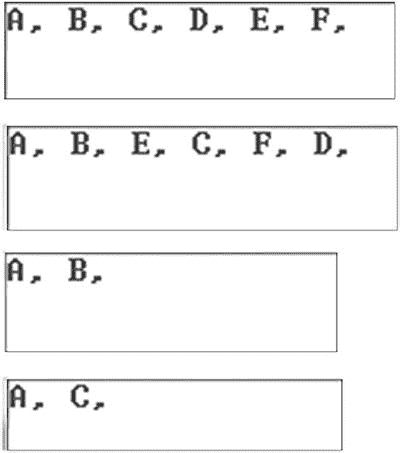 A, B, C, D, E, F,
A, B, E, C, F, D,
A, B,
A, C,